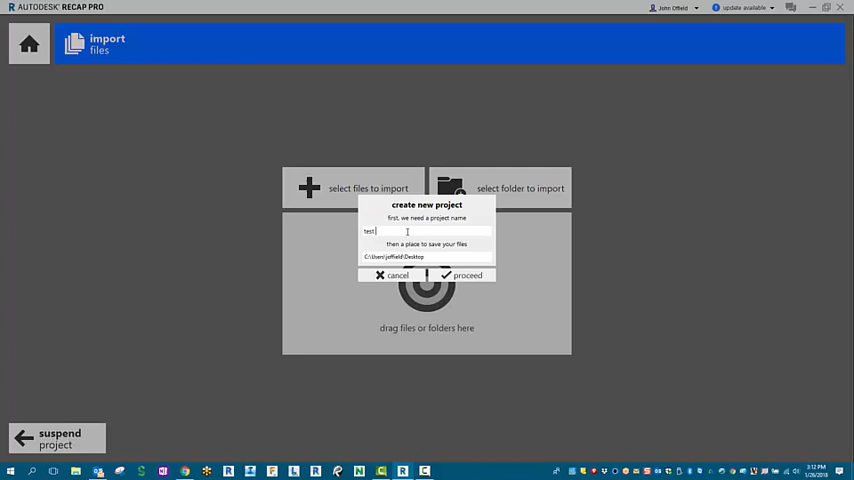 R AUTODESK® RECAP PRO
John Offield
update available
import
files
select files to import
select folder to import
create new project
first, we need a project name
test
then a place to save your files
C:\Users\joffield\Desktop
cancel
proceed
drag files or folders here
suspend
project
3:12 PM
1/26/2018